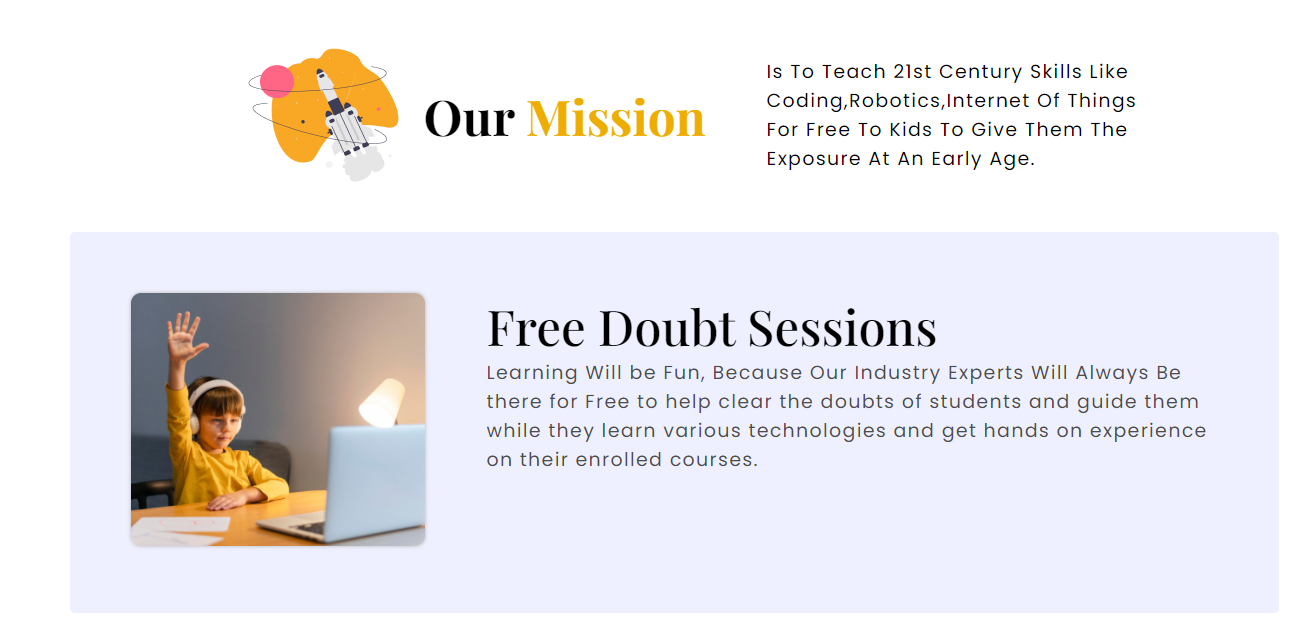 Our Mission
Is To Teach 21st Century Skills Like
Coding,Robotics,Internet Of Things
For Free To Kids To Give Them The
Exposure At An Early Age.
Free Doubt Sessions
Learning Will be Fun, Because Our Industry Experts Will Always Be
there for Free to help clear the doubts of students and guide them
while they learn various technologies and get hands on experience
on their enrolled courses.